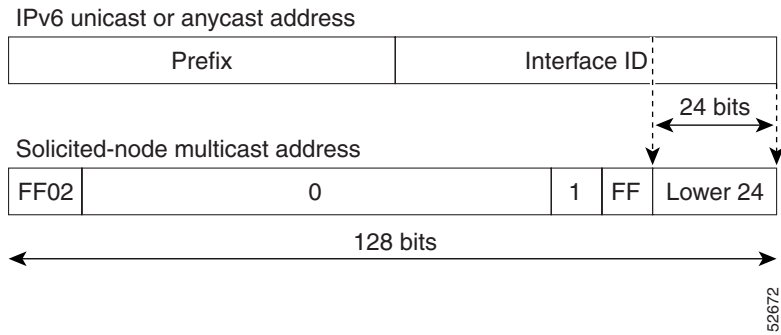 IPv6 unicast or anycast address
Prefix Interface ID
24 bits
Solicited-node multicast address
FF02 0 1 FF Lower 24
128 bits
52672